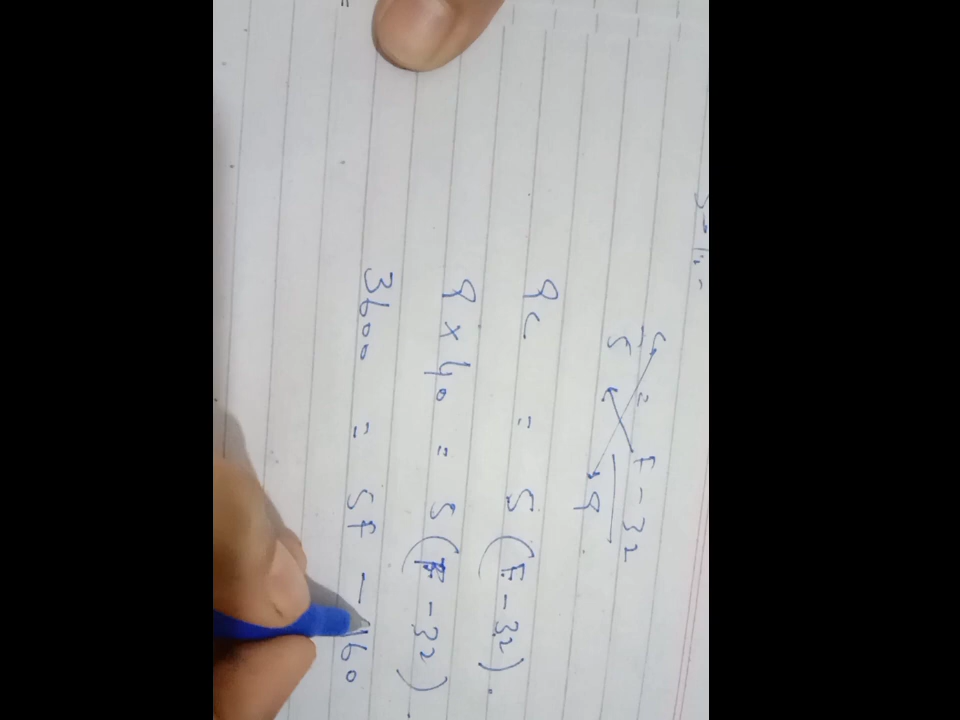 C/5 = F - 32/9
9C = 5(F - 32).
9 x 40 = 5(F - 32)
3600 = 5F - 160